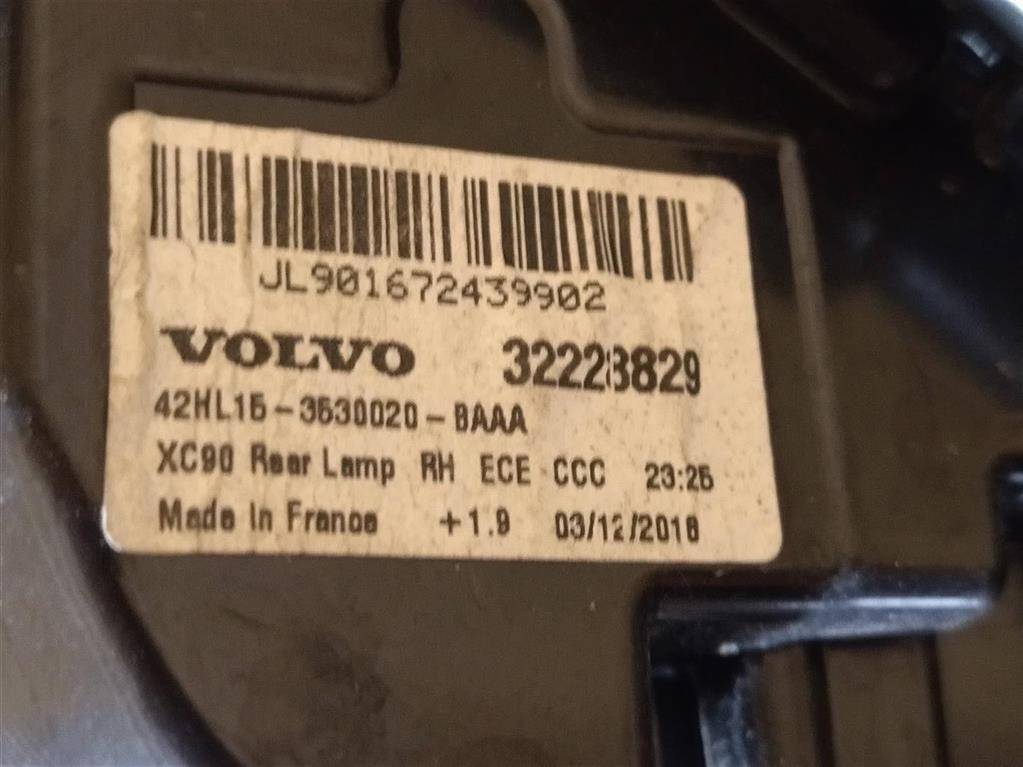 JL901672439902
VOLVO 32228829
42HL15-3530020-BAAA
XC90 Rear Lamp RH ECE CCC 23:25
Made In France +1.9 03/12/2016